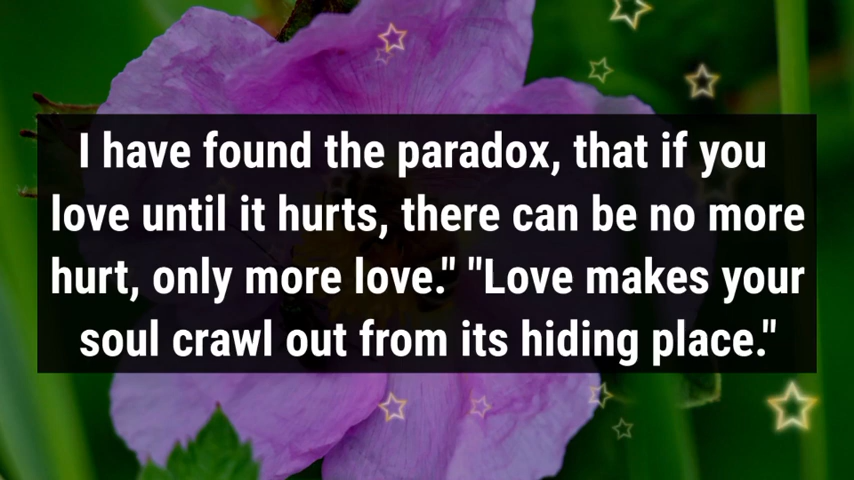 I have found the paradox, that if you
love until it hurts, there can be no more
hurt, only more love." "Love makes your
soul crawl out from its hiding place."